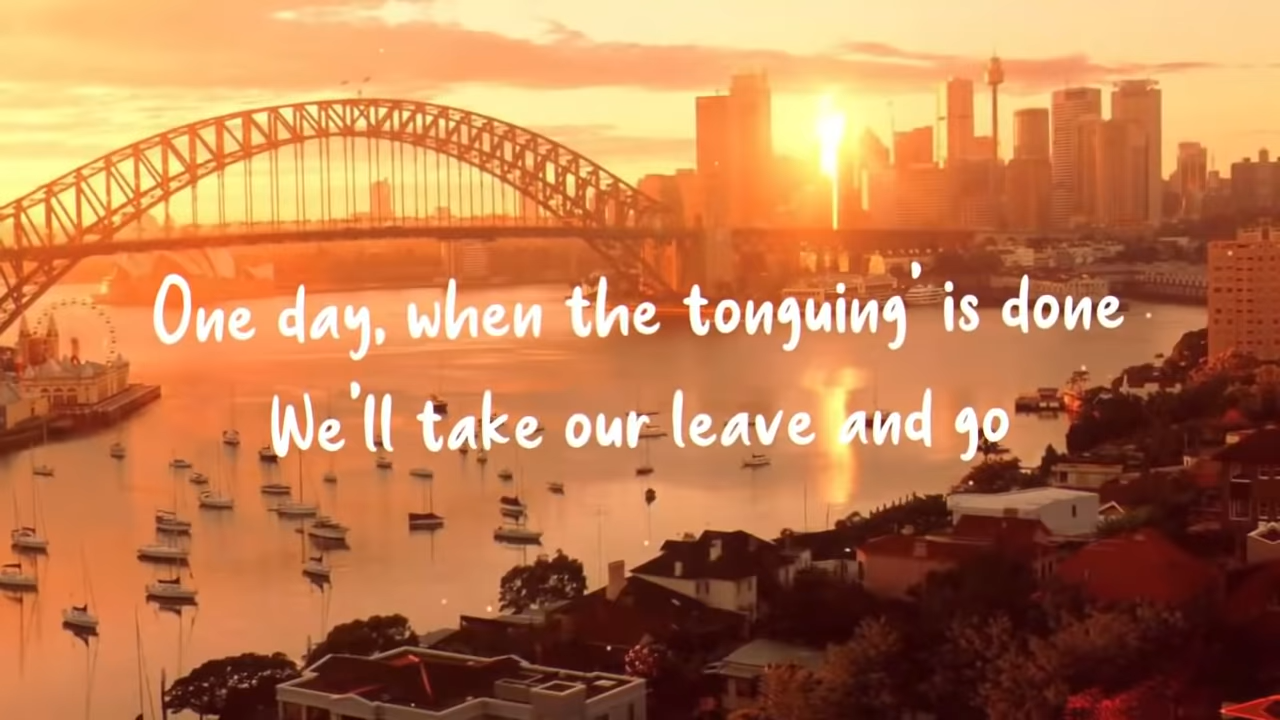 One day, when the tonguing' is done
We'll take our leave and go